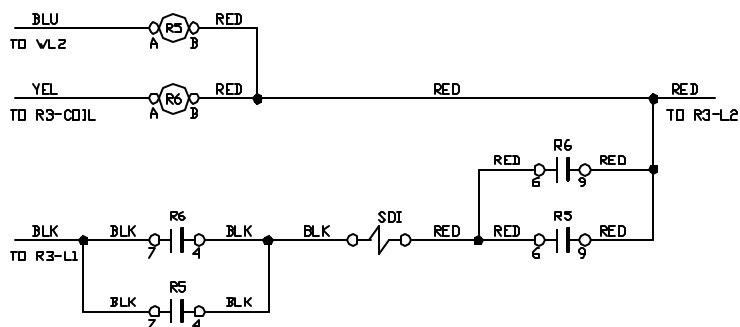 BLU RED
R5
TO WL2 A B
YEL RED RED RED
R6
TO R3-COIL A B TO R3-L2
R6
RED RED
6 9
BLK BLK R6 BLK BLK SDI RED RED R5 RED
7 4 6 9
TO R3-L1
R5
BLK BLK
7 4